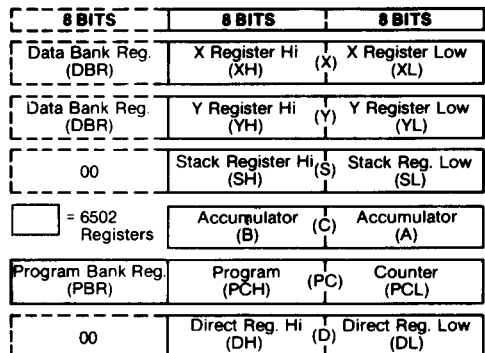 8 BITS 8 BITS 8 BITS
Data Bank Reg. X Register Hi (X) X Register Low
(DBR) (XH) (XL)
Data Bank Reg. Y Register Hi (Y) Y Register Low
(DBR) (YH) (YL)
00 Stack Register Hi (S) Stack Reg. Low
(SH) (SL)
= 6502 Accumulator (C) Accumulator
Registers (B) (A)
Program Bank Reg. Program (PC) Counter
(PBR) (PCH) (PCL)
00 Direct Reg. Hi (D) Direct Reg. Low
(DH) (DL)